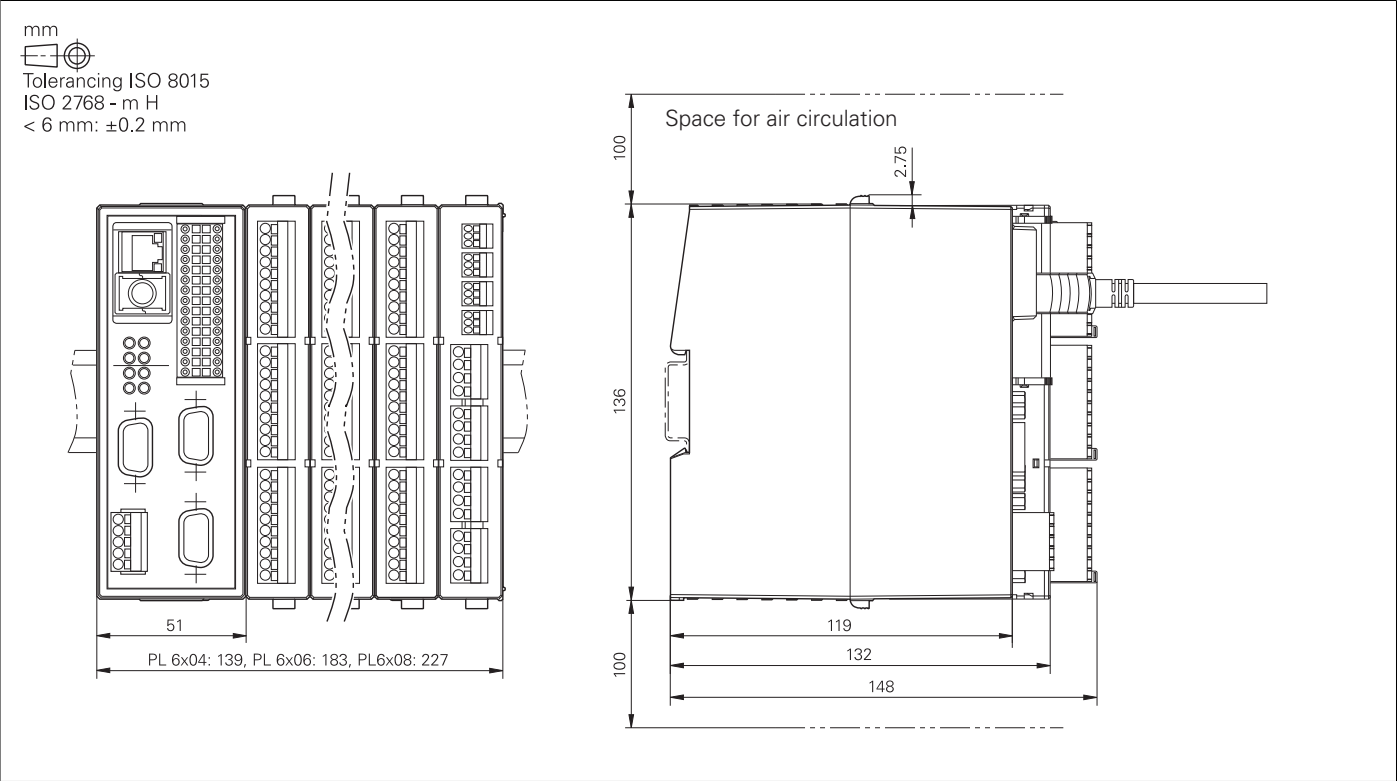 mm
Tolerancing ISO 8015
ISO 2768 - m H
< 6 mm: ±0.2 mm
Space for air circulation
100
2.75
136
51
PL 6x04: 139, PL 6x06: 183, PL6x08: 227
119
132
148
100